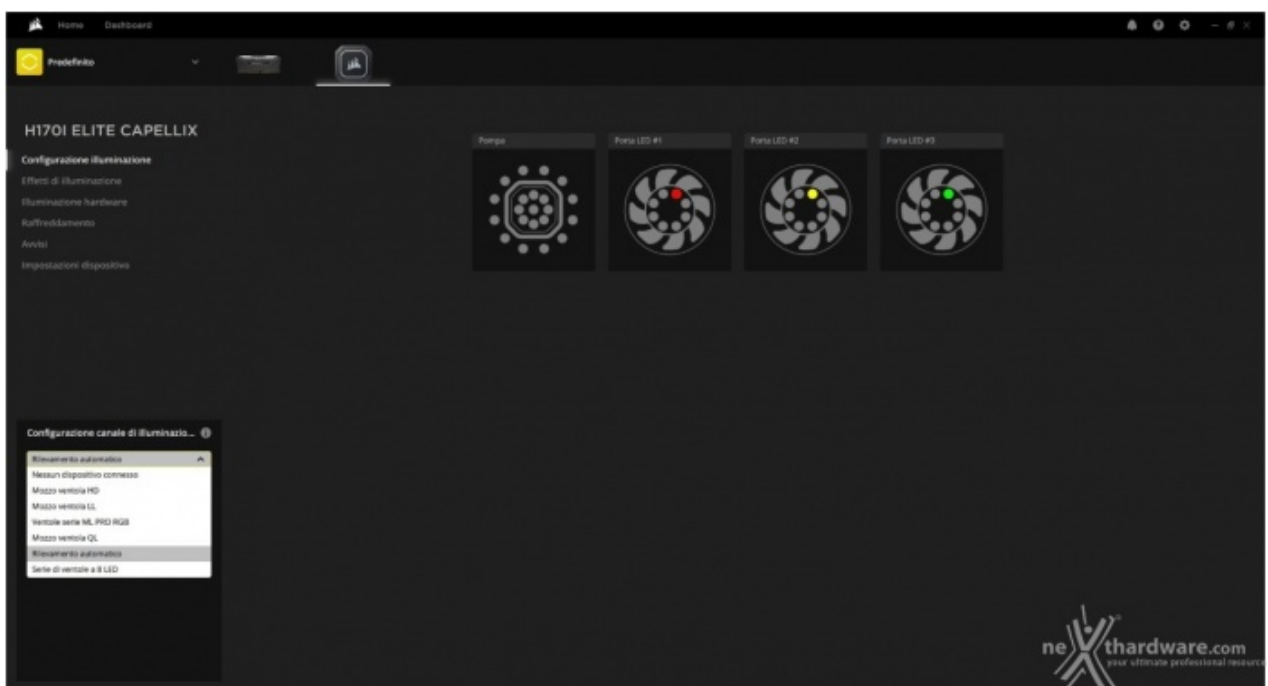 Home Dashboard
Predefinito
H170I ELITE CAPELLIX
Configurazione illuminazione
Effetti di illuminazione
Illuminazione hardware
Raffreddamento
Avvisi
Impostazioni dispositivo
Pompa
Porta LED #1
Porta LED #2
Porta LED #3
Configurazione canale di illuminazio...
Rilevamento automatico
Nessun dispositivo connesso
Mozzo ventola HD
Mozzo ventola LL
Ventole serie ML PRO RGB
Mozzo ventola QL
Rilevamento automatico
Serie di ventole a 8 LED
nexthardware.com
your ultimate professional resource